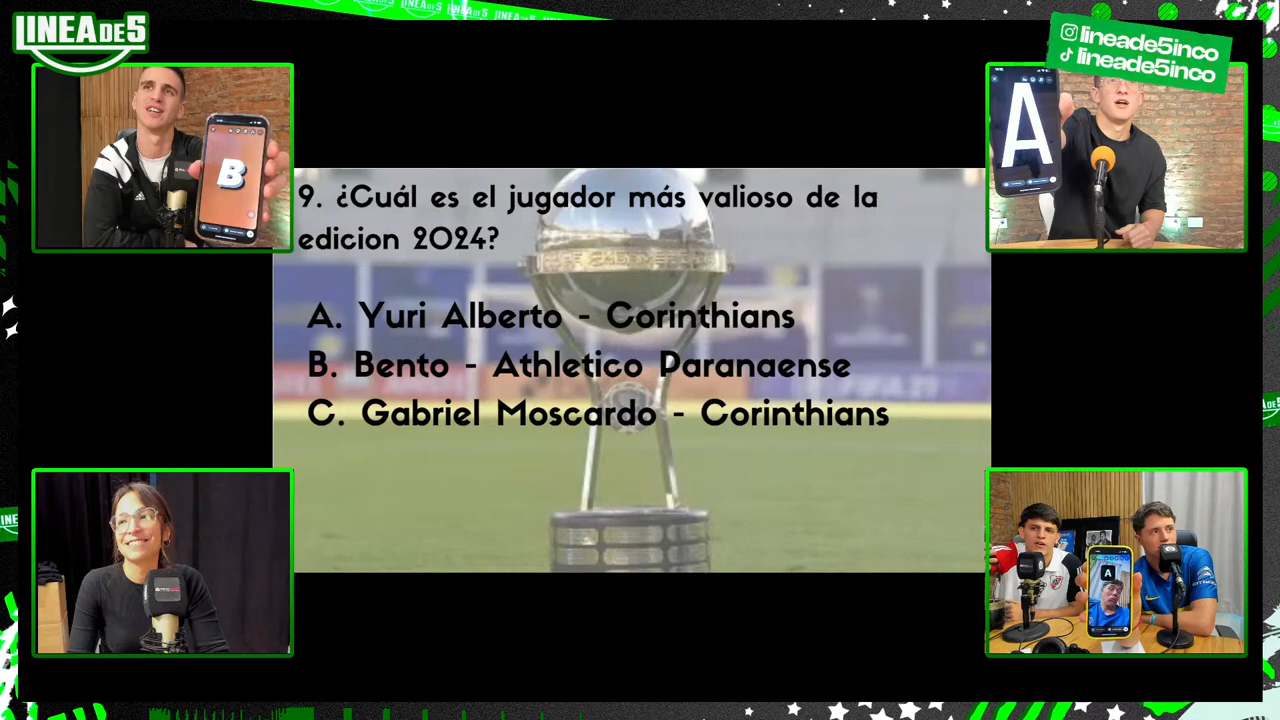 LINEA DE 5
lineade5inco
lineade5inco
B
A
9. ¿Cuál es el jugador más valioso de la
edicion 2024?
A. Yuri Alberto - Corinthians
B. Bento - Athletico Paranaense
C. Gabriel Moscardo - Corinthians
A